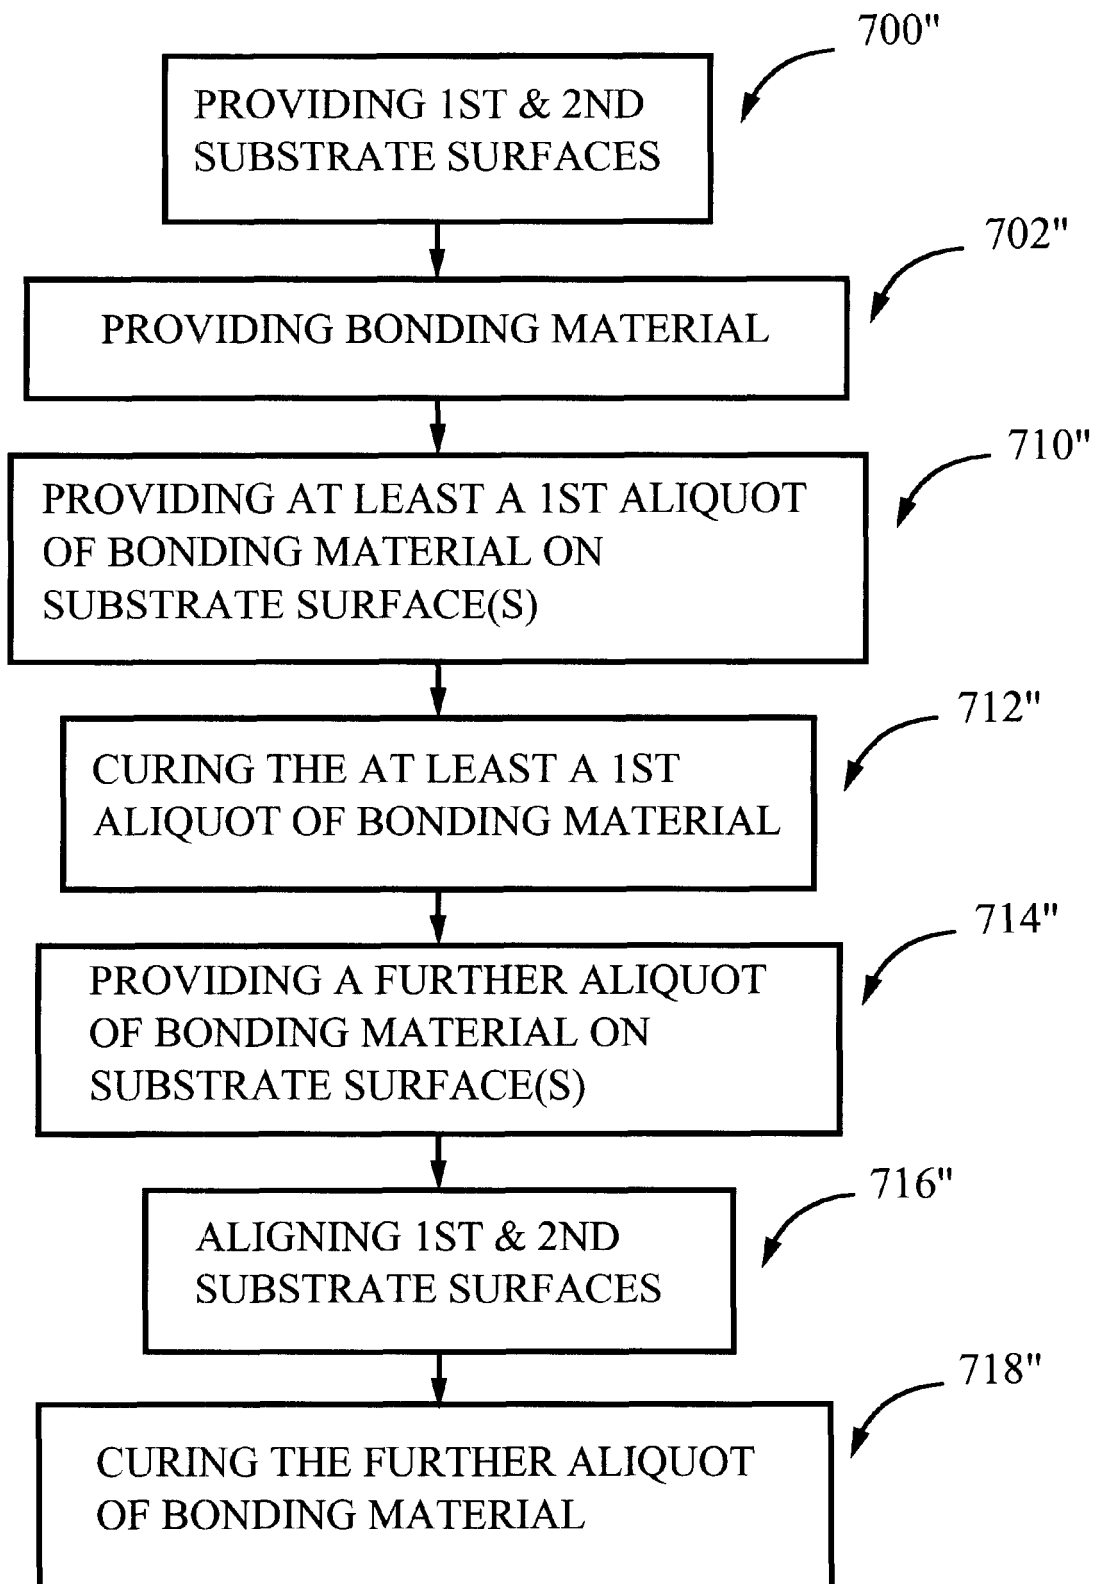 700"
PROVIDING 1ST & 2ND
SUBSTRATE SURFACES
702"
PROVIDING BONDING MATERIAL
710"
PROVIDING AT LEAST A 1ST ALIQUOT
OF BONDING MATERIAL ON
SUBSTRATE SURFACE(S)
712"
CURING THE AT LEAST A 1ST
ALIQUOT OF BONDING MATERIAL
714"
PROVIDING A FURTHER ALIQUOT
OF BONDING MATERIAL ON
SUBSTRATE SURFACE(S)
716"
ALIGNING 1ST & 2ND
SUBSTRATE SURFACES
718"
CURING THE FURTHER ALIQUOT
OF BONDING MATERIAL